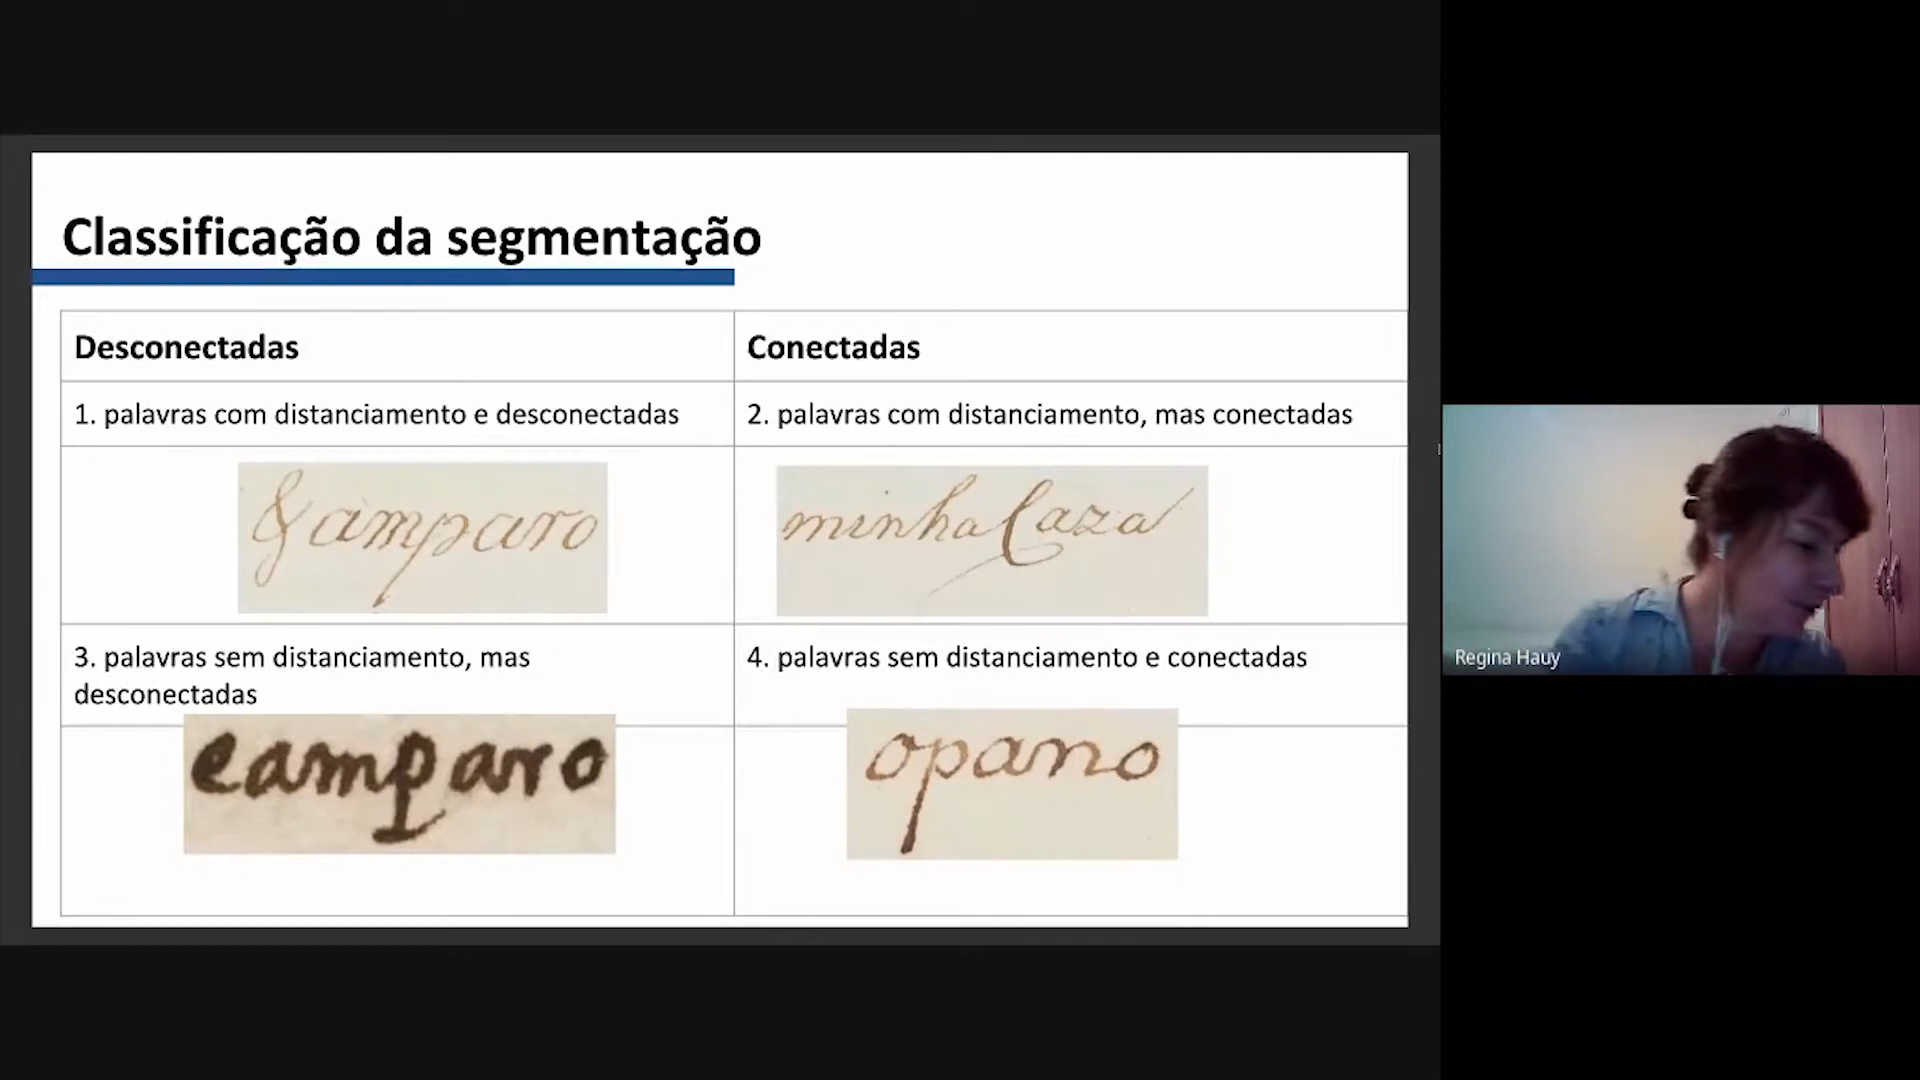 Classificação da segmentação
Desconectadas
Conectadas
1. palavras com distanciamento e desconectadas
2. palavras com distanciamento, mas conectadas
& amparo
minha Caza
3. palavras sem distanciamento, mas
desconectadas
4. palavras sem distanciamento e conectadas
eamparo
opano
Regina Hauy